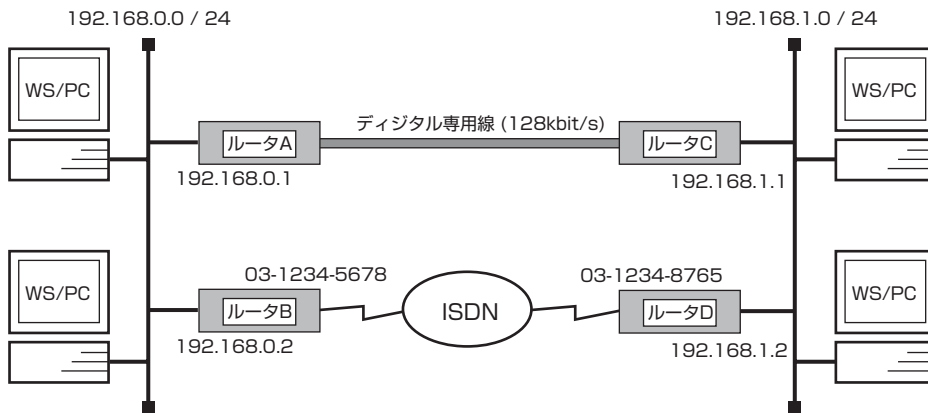 192.168.0.0 / 24
192.168.1.0 / 24
WS/PC
WS/PC
ディジタル専用線 (128kbit/s)
ルータA
ルータC
192.168.0.1
192.168.1.1
03-1234-5678
03-1234-8765
WS/PC
WS/PC
ルータB
ISDN
ルータD
192.168.0.2
192.168.1.2